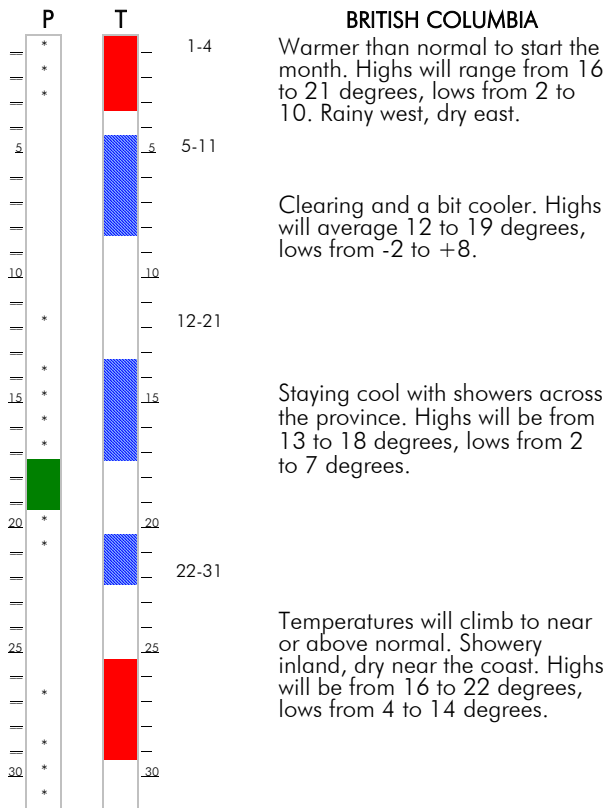 P T BRITISH COLUMBIA
* 1-4 Warmer than normal to start the
* month. Highs will range from 16
* to 21 degrees, lows from 2 to
10. Rainy west, dry east.
5 5 5-11
Clearing and a bit cooler. Highs
will average 12 to 19 degrees,
lows from -2 to +8.
10 10
* 12-21
*
* Staying cool with showers across
15 15
* the province. Highs will be from
* 13 to 18 degrees, lows from 2
to 7 degrees.
* 20 20
*
22-31
Temperatures will climb to near
or above normal. Showery
25 25
inland, dry near the coast. Highs
* will be from 16 to 22 degrees,
lows from 4 to 14 degrees.
*
* 30 30
*